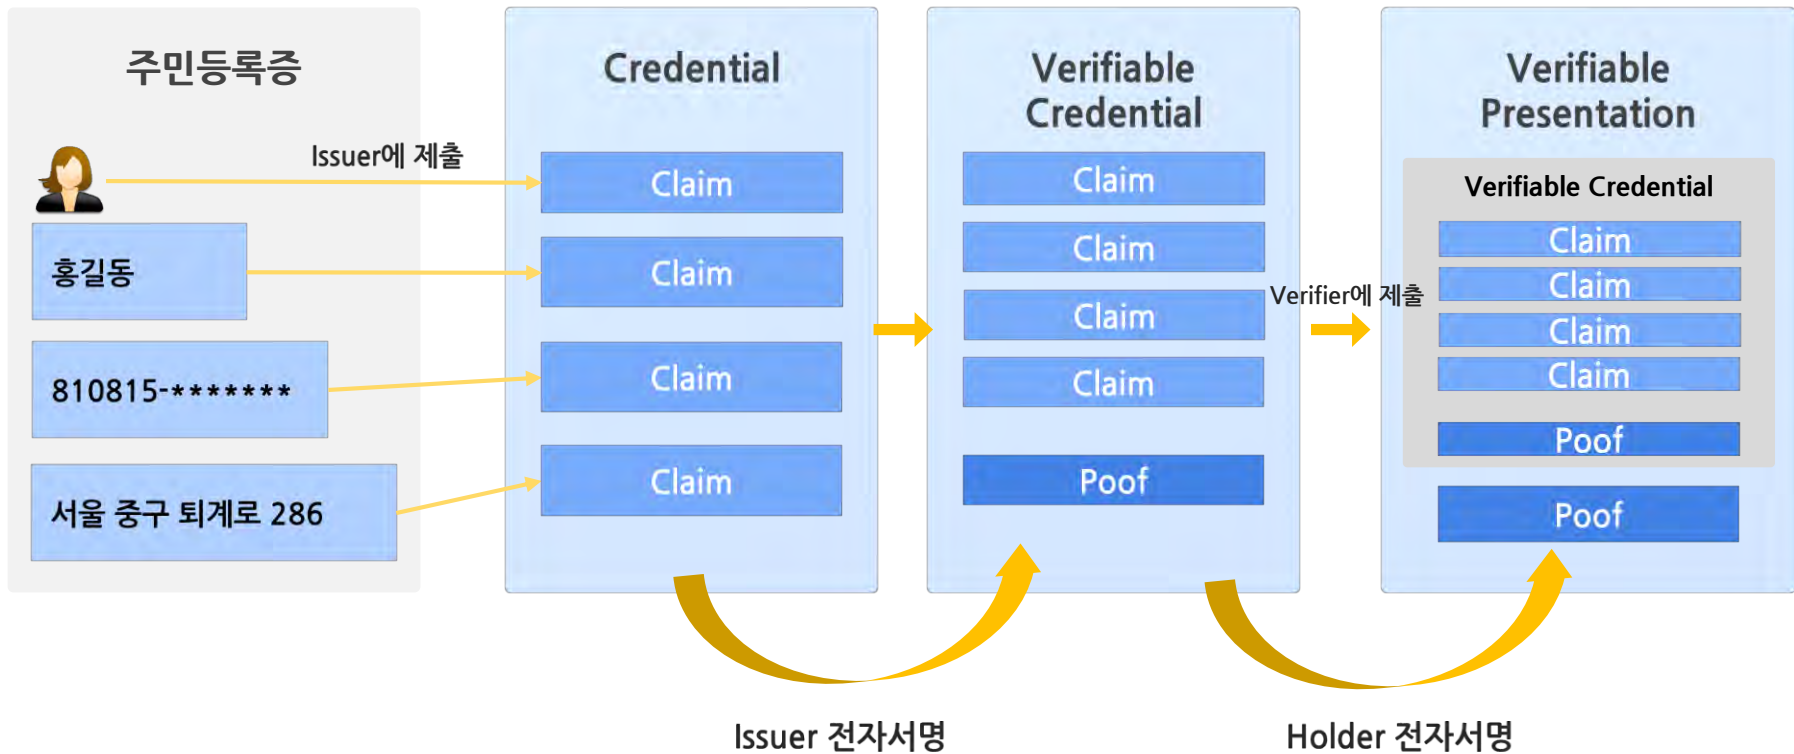 주민등록증
Issuer에 제출
홍길동
810815-*******
서울 중구 퇴계로 286
Credential
Claim
Claim
Claim
Claim
Verifiable
Credential
Claim
Claim
Claim
Claim
Poof
Verifier에 제출
Verifiable
Presentation
Verifiable Credential
Claim
Claim
Claim
Claim
Poof
Poof
Issuer 전자서명
Holder 전자서명